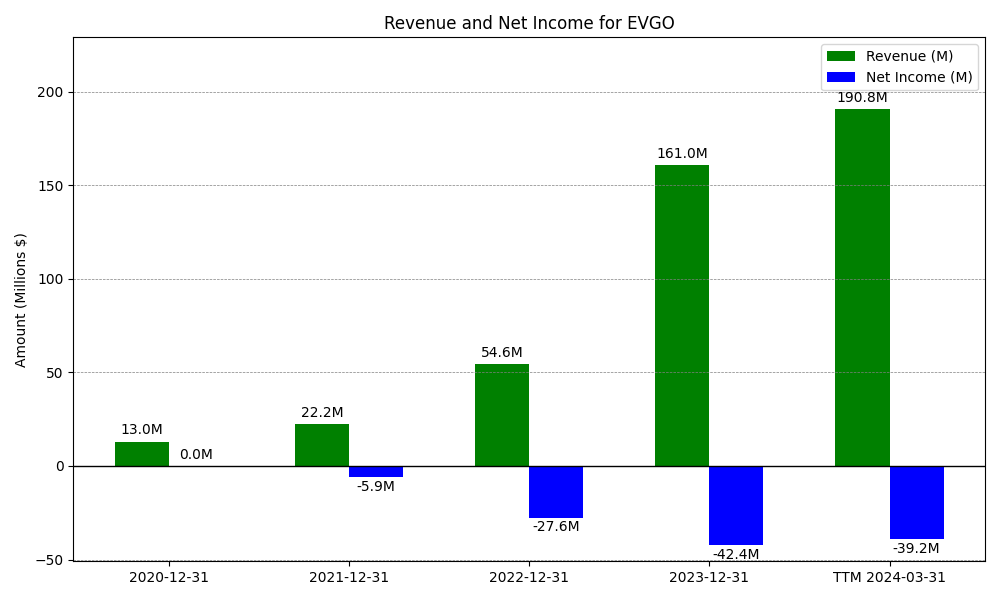 Revenue and Net Income for EVGO
Revenue (M)
Net Income (M)
Amount (Millions $)
200
150
100
50
0
−50
13.0M
0.0M
22.2M
-5.9M
54.6M
-27.6M
161.0M
-42.4M
190.8M
-39.2M
2020-12-31
2021-12-31
2022-12-31
2023-12-31
TTM 2024-03-31